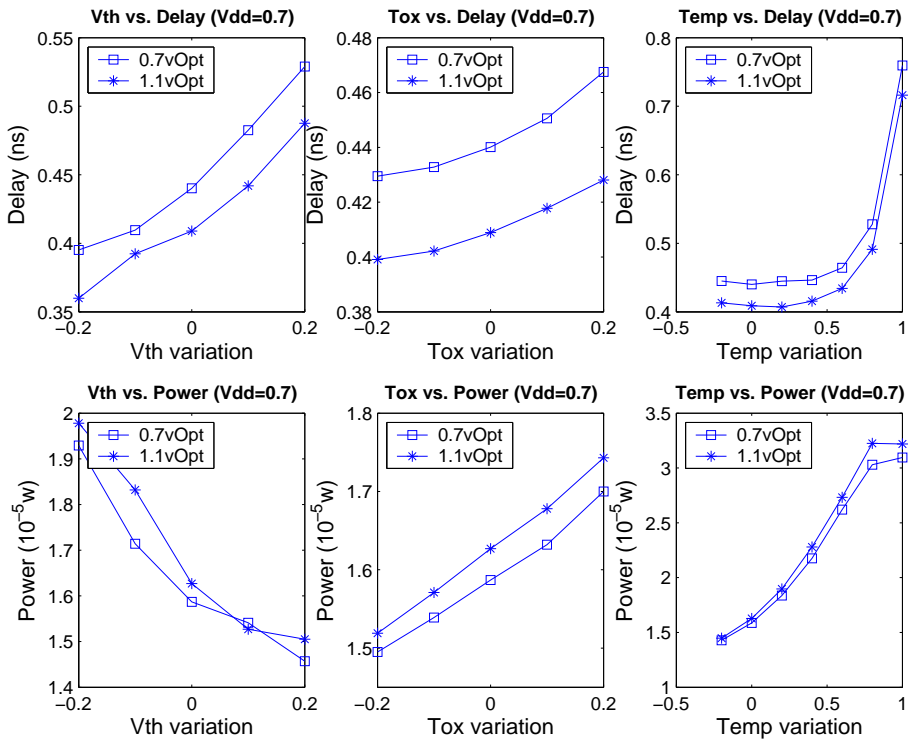 Vth vs. Delay (Vdd=0.7)
0.55
0.5
0.45
0.4
0.35
Delay (ns)
0.7vOpt
1.1vOpt
−0.2
0
0.2
Vth variation
Tox vs. Delay (Vdd=0.7)
0.48
0.46
0.44
0.42
0.4
0.38
Delay (ns)
0.7vOpt
1.1vOpt
−0.2
0
0.2
Tox variation
Temp vs. Delay (Vdd=0.7)
0.8
0.7
0.6
0.5
0.4
Delay (ns)
0.7vOpt
1.1vOpt
−0.5
0
0.5
1
Temp variation
Vth vs. Power (Vdd=0.7)
2
1.9
1.8
1.7
1.6
1.5
1.4
Power (10⁻⁵w)
0.7vOpt
1.1vOpt
−0.2
0
0.2
Vth variation
Tox vs. Power (Vdd=0.7)
1.8
1.7
1.6
1.5
Power (10⁻⁵w)
0.7vOpt
1.1vOpt
−0.2
0
0.2
Tox variation
Temp vs. Power (Vdd=0.7)
3.5
3
2.5
2
1.5
1
Power (10⁻⁵w)
0.7vOpt
1.1vOpt
−0.5
0
0.5
1
Temp variation